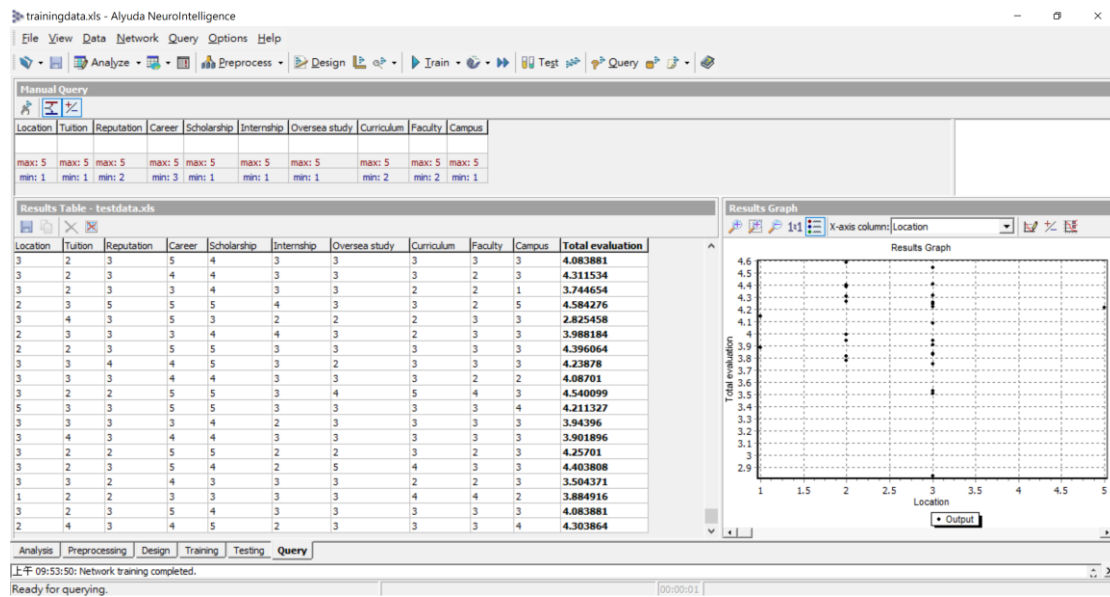 trainingdata.xls - Alyuda NeuroIntelligence
File View Data Network Query Options Help
Analyze Preprocess Design Train Test Query
Manual Query
Location Tuition Reputation Career Scholarship Internship Oversea study Curriculum Faculty Campus
max: 5 max: 5 max: 5 max: 5 max: 5 max: 5 max: 5 max: 5 max: 5 max: 5
min: 1 min: 1 min: 2 min: 3 min: 1 min: 1 min: 1 min: 2 min: 2 min: 1
Results Table - testdata.xls
Location Tuition Reputation Career Scholarship Internship Oversea study Curriculum Faculty Campus Total evaluation
3 2 3 5 4 3 3 3 3 3 4.083881
3 2 3 4 4 3 3 3 2 3 4.311534
3 2 3 3 4 3 3 2 2 1 3.744654
2 3 5 5 5 4 3 3 2 5 4.584276
3 4 3 5 3 2 2 2 3 3 2.825458
2 3 3 3 4 4 3 2 3 3 3.988184
2 2 3 5 5 3 3 3 3 3 4.396064
3 3 4 4 5 3 2 3 3 3 4.23878
3 3 3 4 4 3 3 3 2 2 4.08701
3 2 2 5 5 3 4 5 4 3 4.540099
5 3 3 5 5 3 3 3 3 4 4.211327
3 3 3 3 4 2 3 3 3 3 3.94396
3 4 3 4 4 3 3 3 3 3 3.901896
3 2 2 5 5 2 2 3 2 3 4.25701
3 2 3 5 4 2 5 4 3 3 4.403808
3 3 2 4 3 3 3 2 2 3 3.504371
1 2 2 3 3 3 3 4 4 2 3.884916
3 2 3 5 4 3 3 3 3 3 4.083881
2 4 3 4 5 2 3 3 3 4 4.303864
Results Graph
1:1 X-axis column: Location
Results Graph
Total evaluation
4.6
4.5
4.4
4.3
4.2
4.1
4
3.9
3.8
3.7
3.6
3.5
3.4
3.3
3.2
3.1
3
2.9
1 1.5 2 2.5 3 3.5 4 4.5 5
Location
Output
Analysis Preprocessing Design Training Testing Query
上午 09:53:50: Network training completed.
Ready for querying.
00:00:01